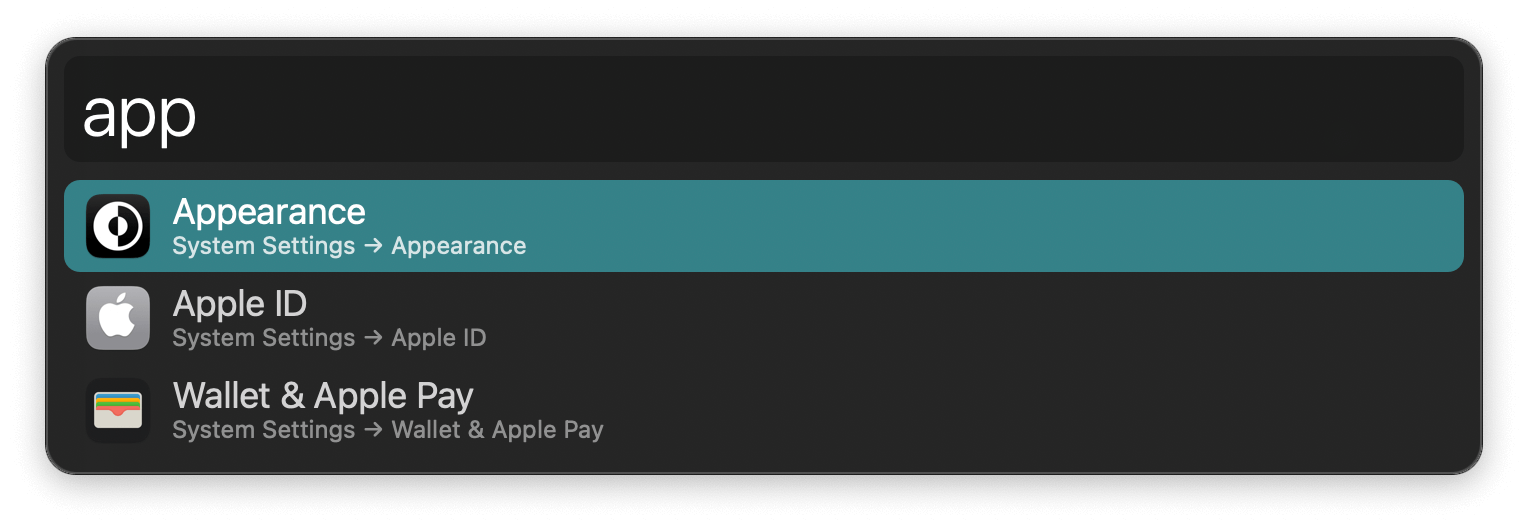 app
Appearance
System Settings → Appearance
Apple ID
System Settings → Apple ID
Wallet & Apple Pay
System Settings → Wallet & Apple Pay